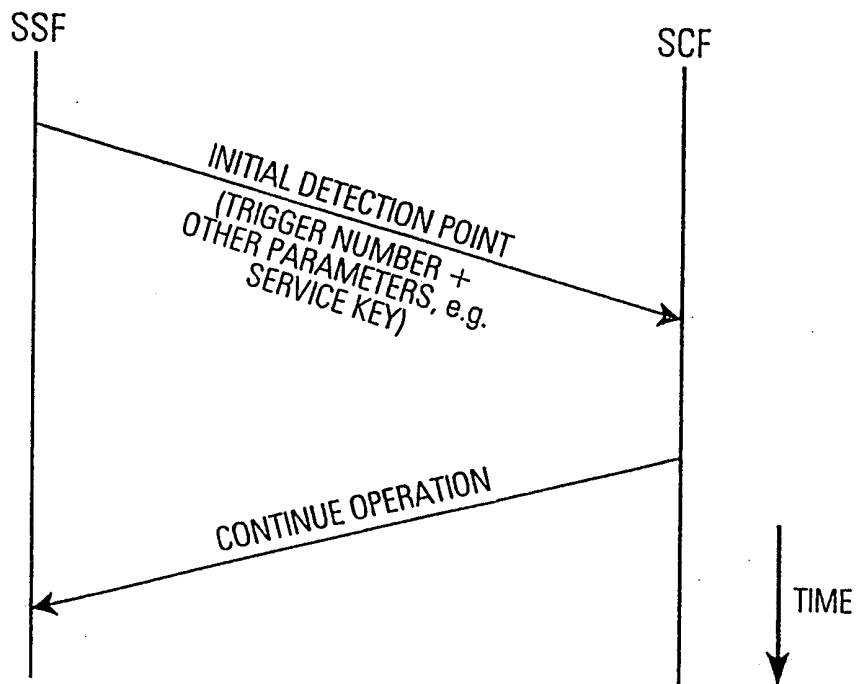 SSF
SCF
INITIAL DETECTION POINT
(TRIGGER NUMBER +
OTHER PARAMETERS, e.g.
SERVICE KEY)
CONTINUE OPERATION
TIME